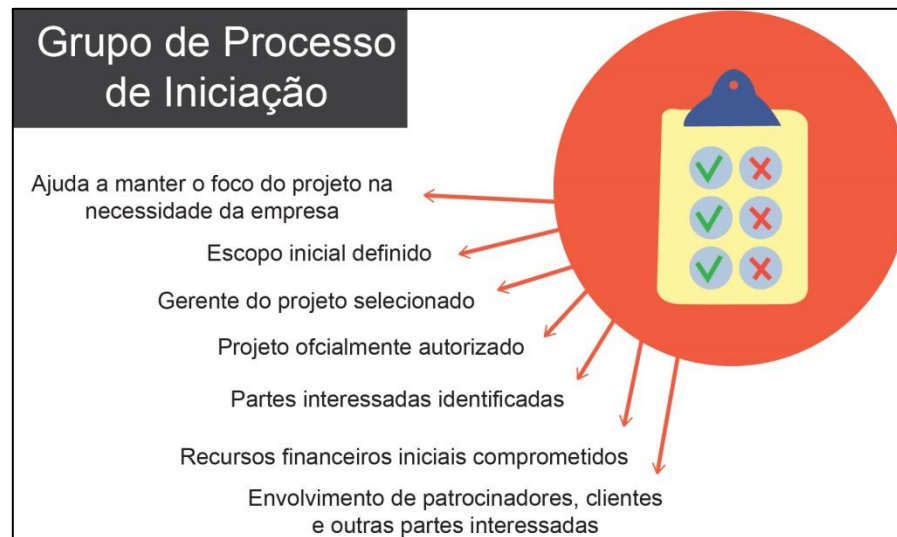 Grupo de Processo
de Iniciação
Ajuda a manter o foco do projeto na
necessidade da empresa
Escopo inicial definido
Gerente do projeto selecionado
Projeto ofcialmente autorizado
Partes interessadas identificadas
Recursos financeiros iniciais comprometidos
Envolvimento de patrocinadores, clientes
e outras partes interessadas